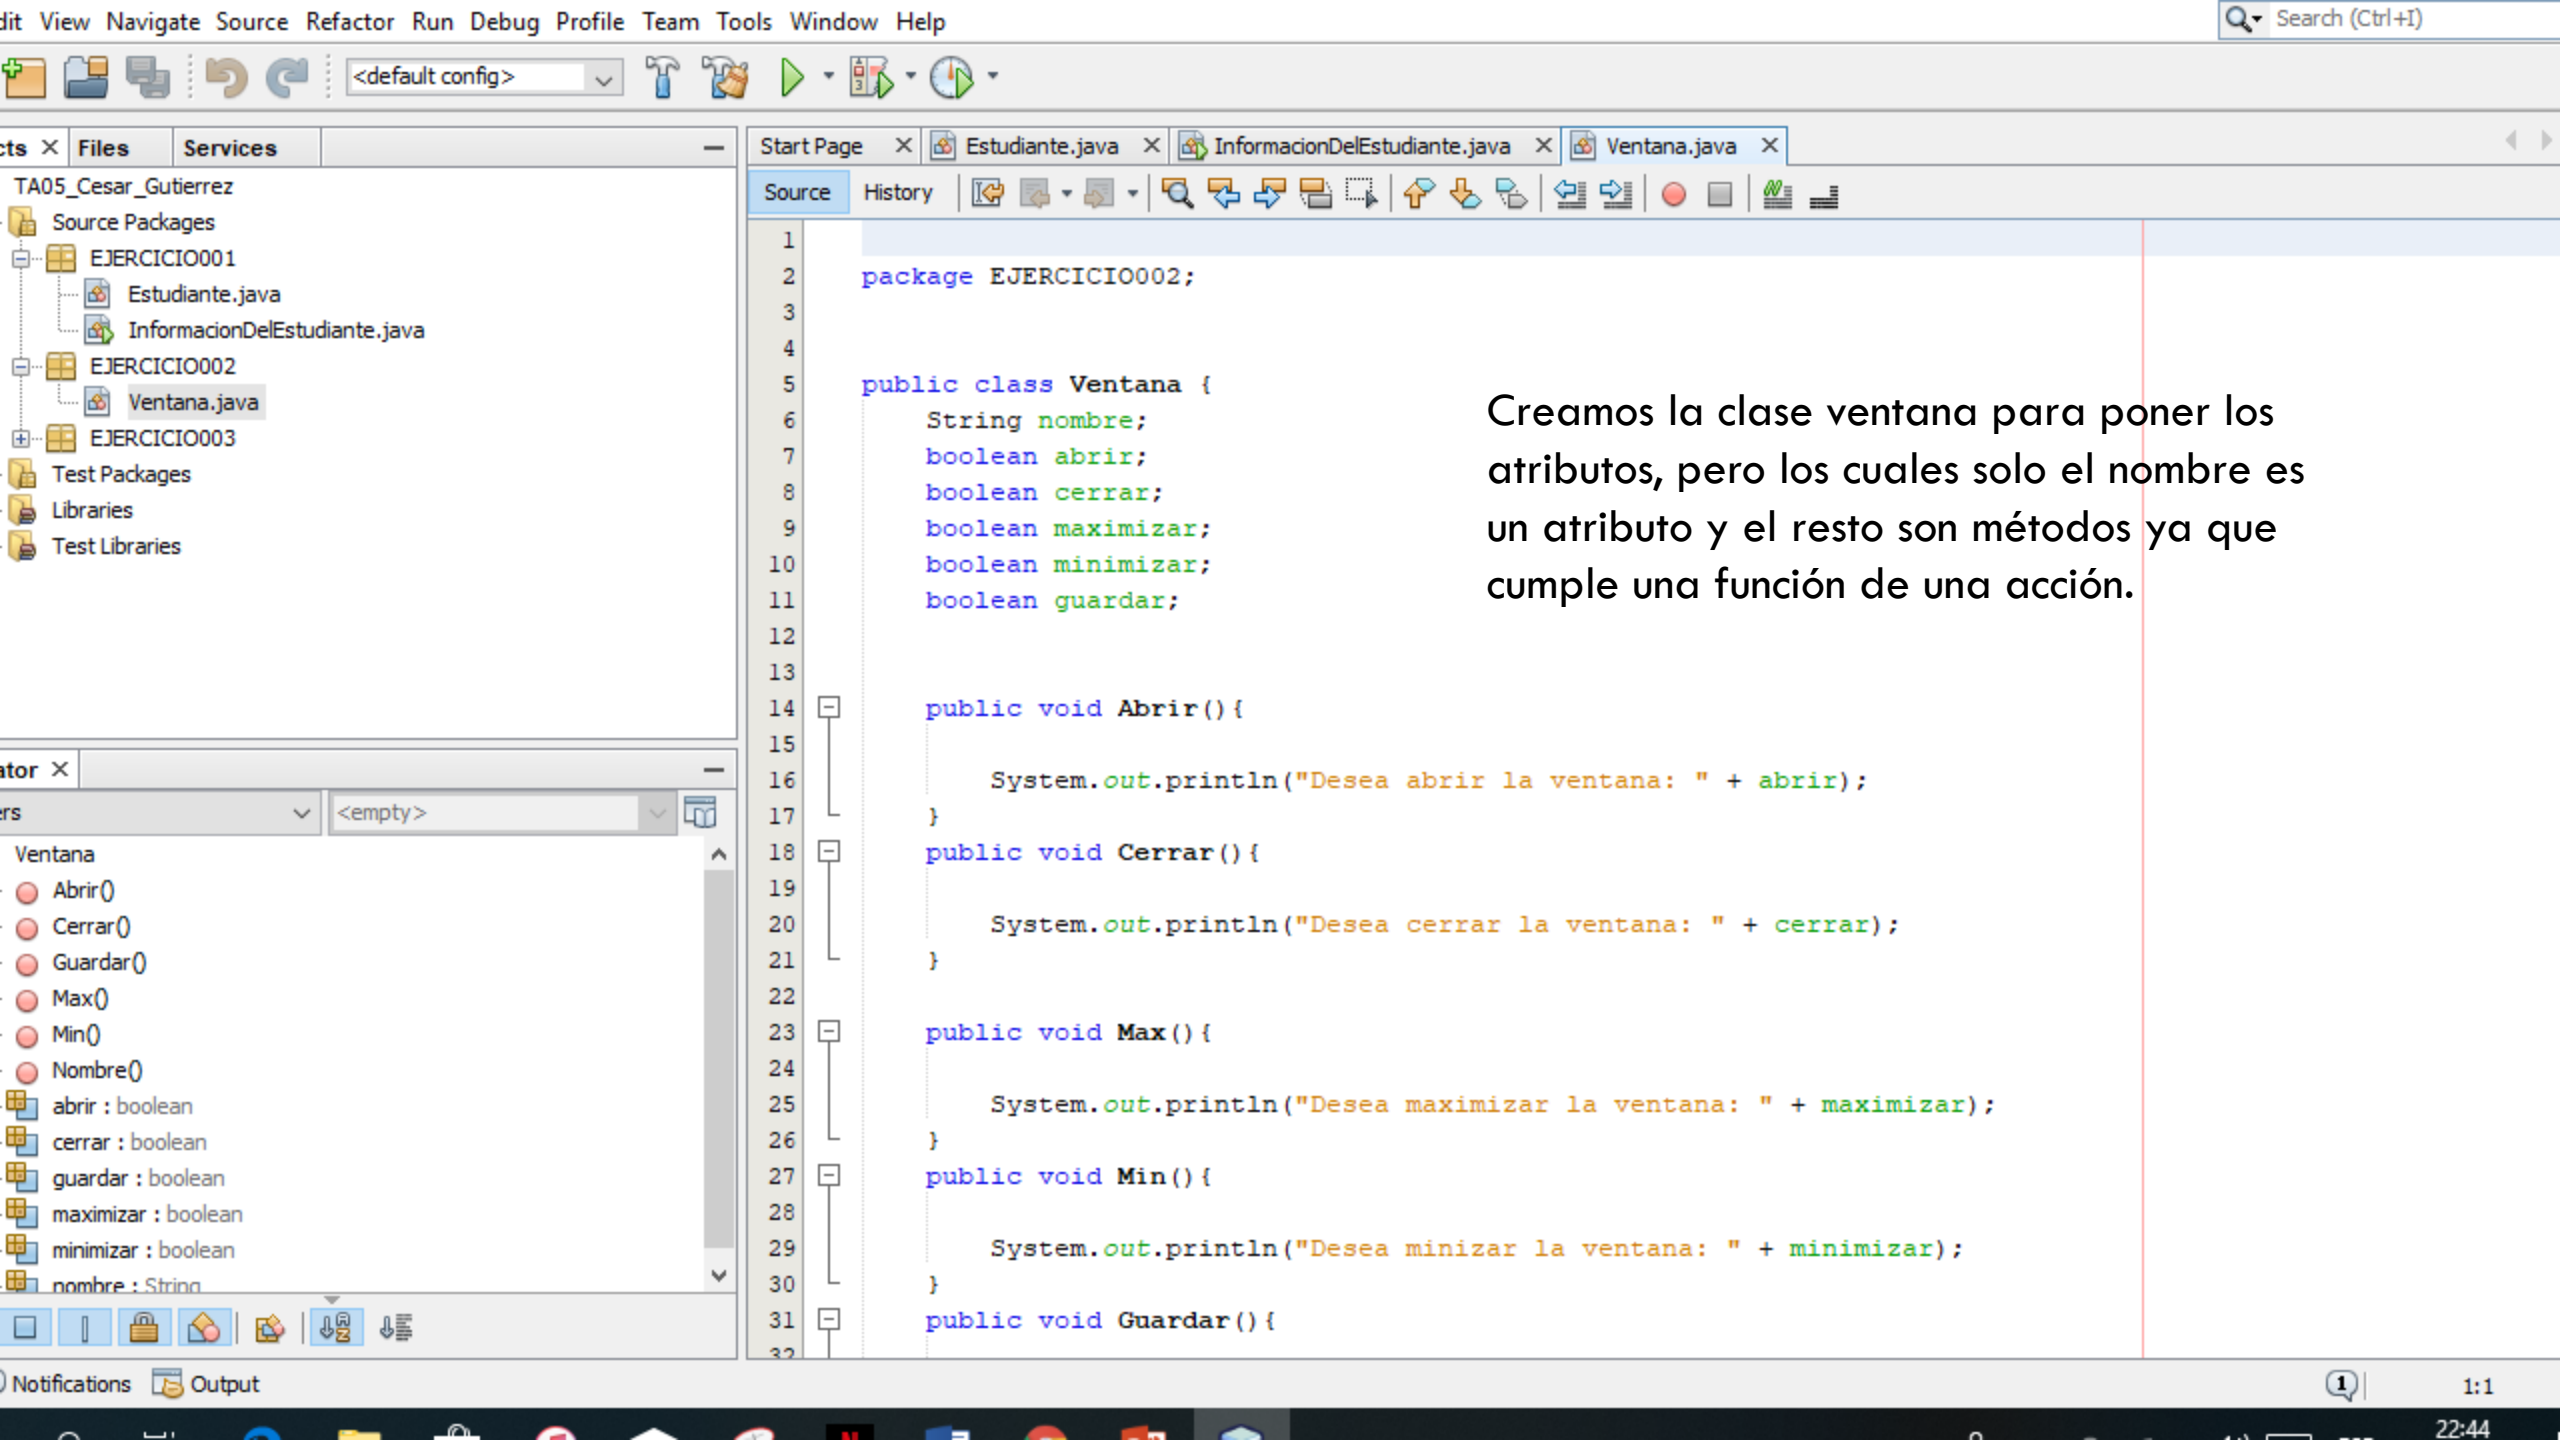 dit View Navigate Source Refactor Run Debug Profile Team Tools Window Help
Search (Ctrl+I)
<default config>
cts Files Services
TA05_Cesar_Gutierrez
Source Packages
EJERCICIO001
Estudiante.java
InformacionDelEstudiante.java
EJERCICIO002
Ventana.java
EJERCICIO003
Test Packages
Libraries
Test Libraries
ator
ers <empty>
Ventana
Abrir()
Cerrar()
Guardar()
Max()
Min()
Nombre()
abrir : boolean
cerrar : boolean
guardar : boolean
maximizar : boolean
minimizar : boolean
nombre : String
Start Page Estudiante.java InformacionDelEstudiante.java Ventana.java
Source History
1
2 package EJERCICIO002;
3
4
5 public class Ventana {
6 String nombre;
7 boolean abrir;
8 boolean cerrar;
9 boolean maximizar;
10 boolean minimizar;
11 boolean guardar;
12
13
14 public void Abrir(){
15
16 System.out.println("Desea abrir la ventana: " + abrir);
17 }
18 public void Cerrar(){
19
20 System.out.println("Desea cerrar la ventana: " + cerrar);
21 }
22
23 public void Max(){
24
25 System.out.println("Desea maximizar la ventana: " + maximizar);
26 }
27 public void Min(){
28
29 System.out.println("Desea minizar la ventana: " + minimizar);
30 }
31 public void Guardar(){
32
Creamos la clase ventana para poner los
atributos, pero los cuales solo el nombre es
un atributo y el resto son métodos ya que
cumple una función de una acción.
Notifications Output
1 1:1
22:44